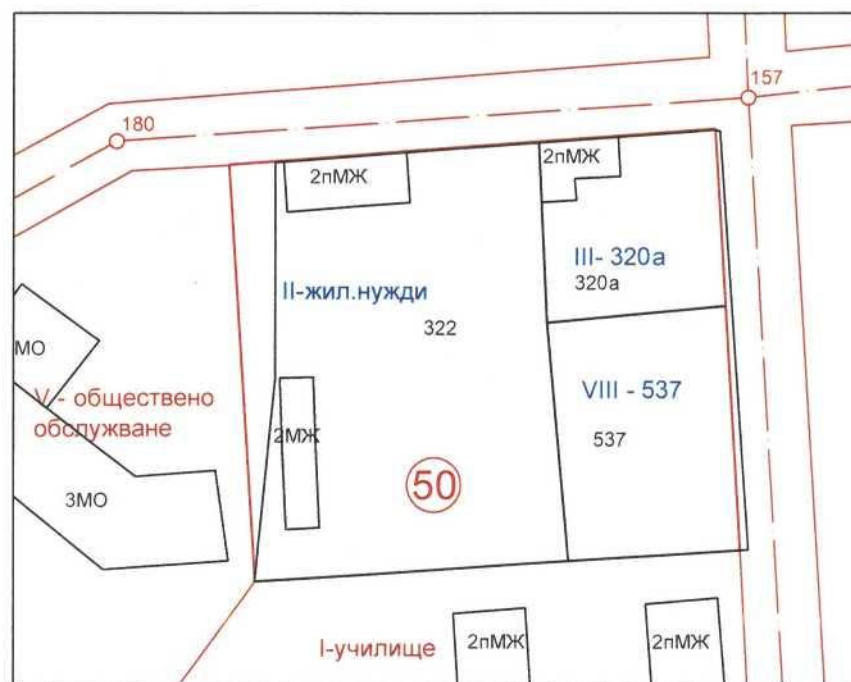 157
180
2пМЖ
2пМЖ
III- 320а
320а
II-жил.нужди
322
МО
V - обществено
обслужване
VIII - 537
537
2МЖ
50
3МО
I-училище
2пМЖ
2пМЖ